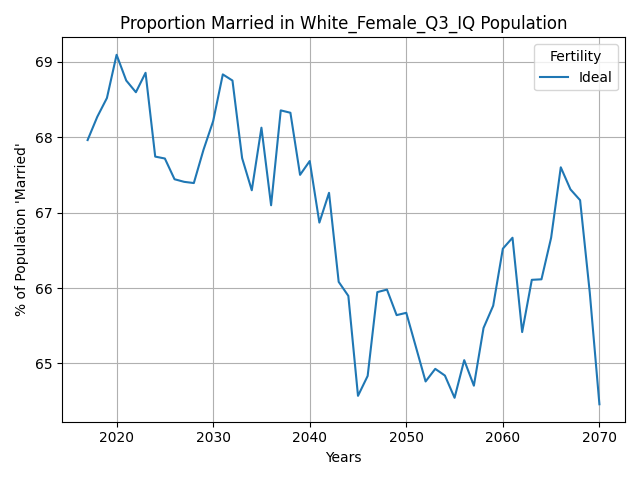 Proportion Married in White_Female_Q3_IQ Population
Fertility
Ideal
% of Population 'Married'
69
68
67
66
65
2020 2030 2040 2050 2060 2070
Years